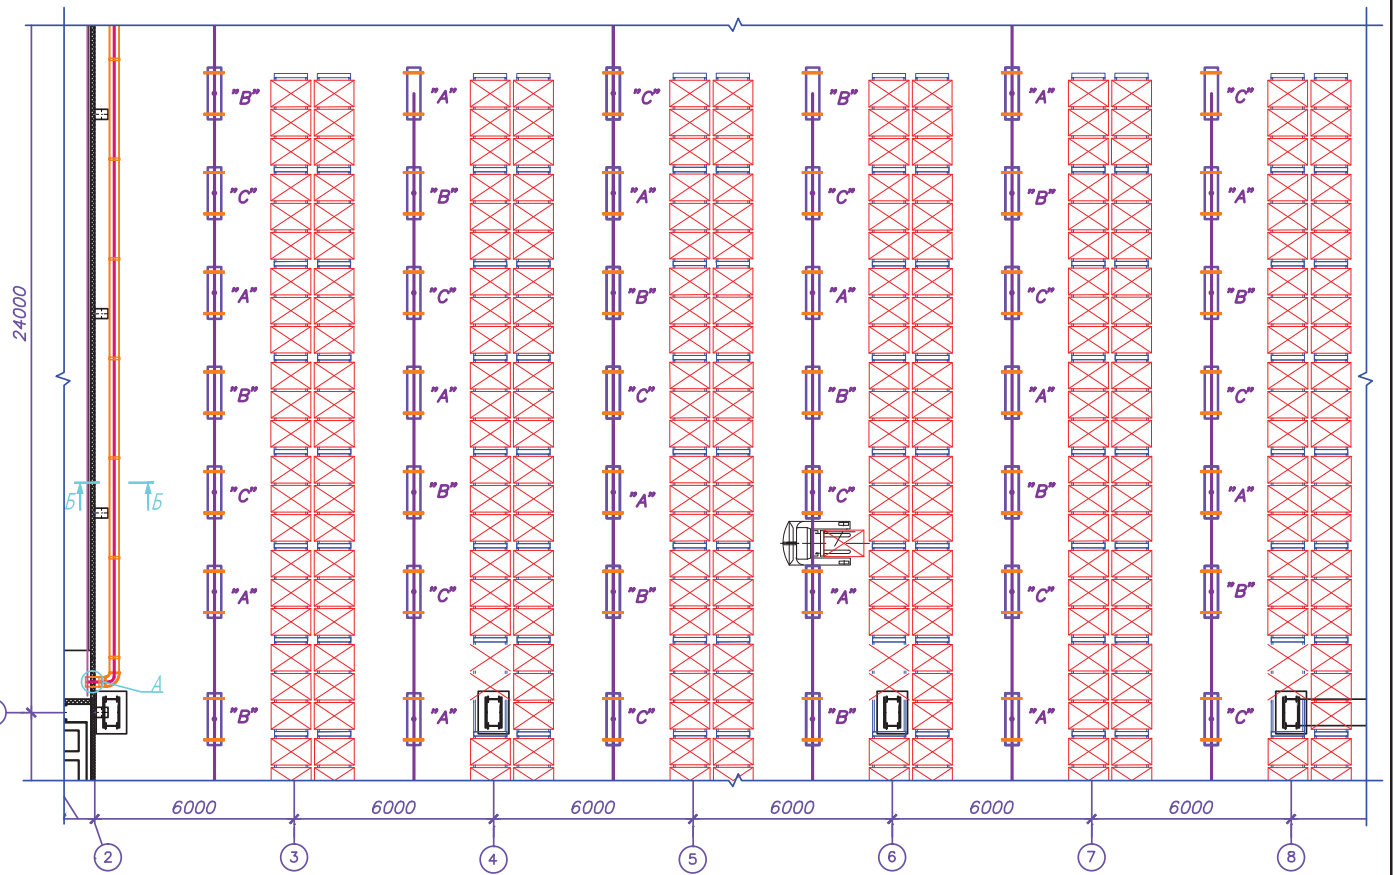 "B" "A" "C" "B" "A" "C"
"C" "B" "A" "C" "B" "A"
"A" "C" "B" "A" "C" "B"
24000
"B" "A" "C" "B" "A" "C"
"C" "B" "A" "C" "B" "A"
Б Б
"A" "C" "B" "A" "C" "B"
А
"B" "A" "C" "B" "A" "C"
6000 6000 6000 6000 6000 6000
2 3 4 5 6 7 8